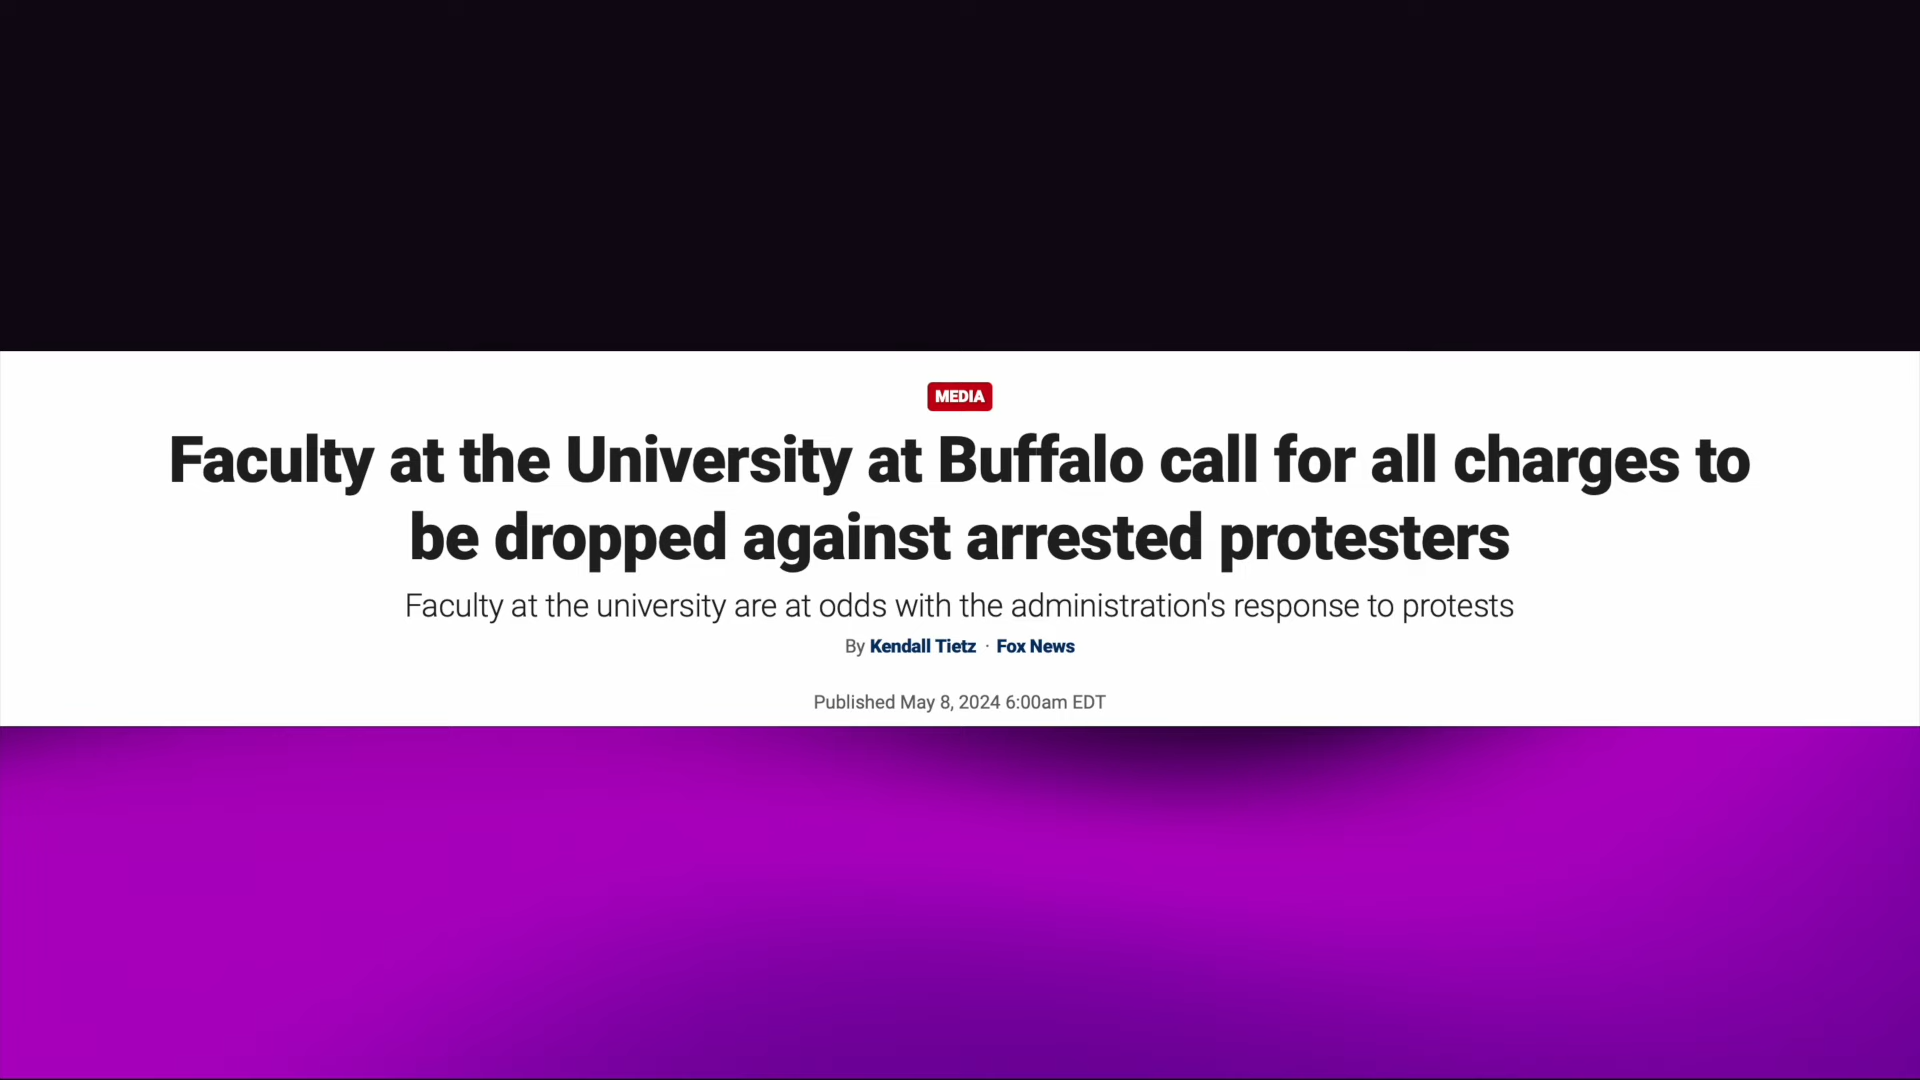 MEDIA
Faculty at the University at Buffalo call for all charges to
be dropped against arrested protesters
Faculty at the university are at odds with the administration's response to protests
By Kendall Tietz · Fox News
Published May 8, 2024 6:00am EDT